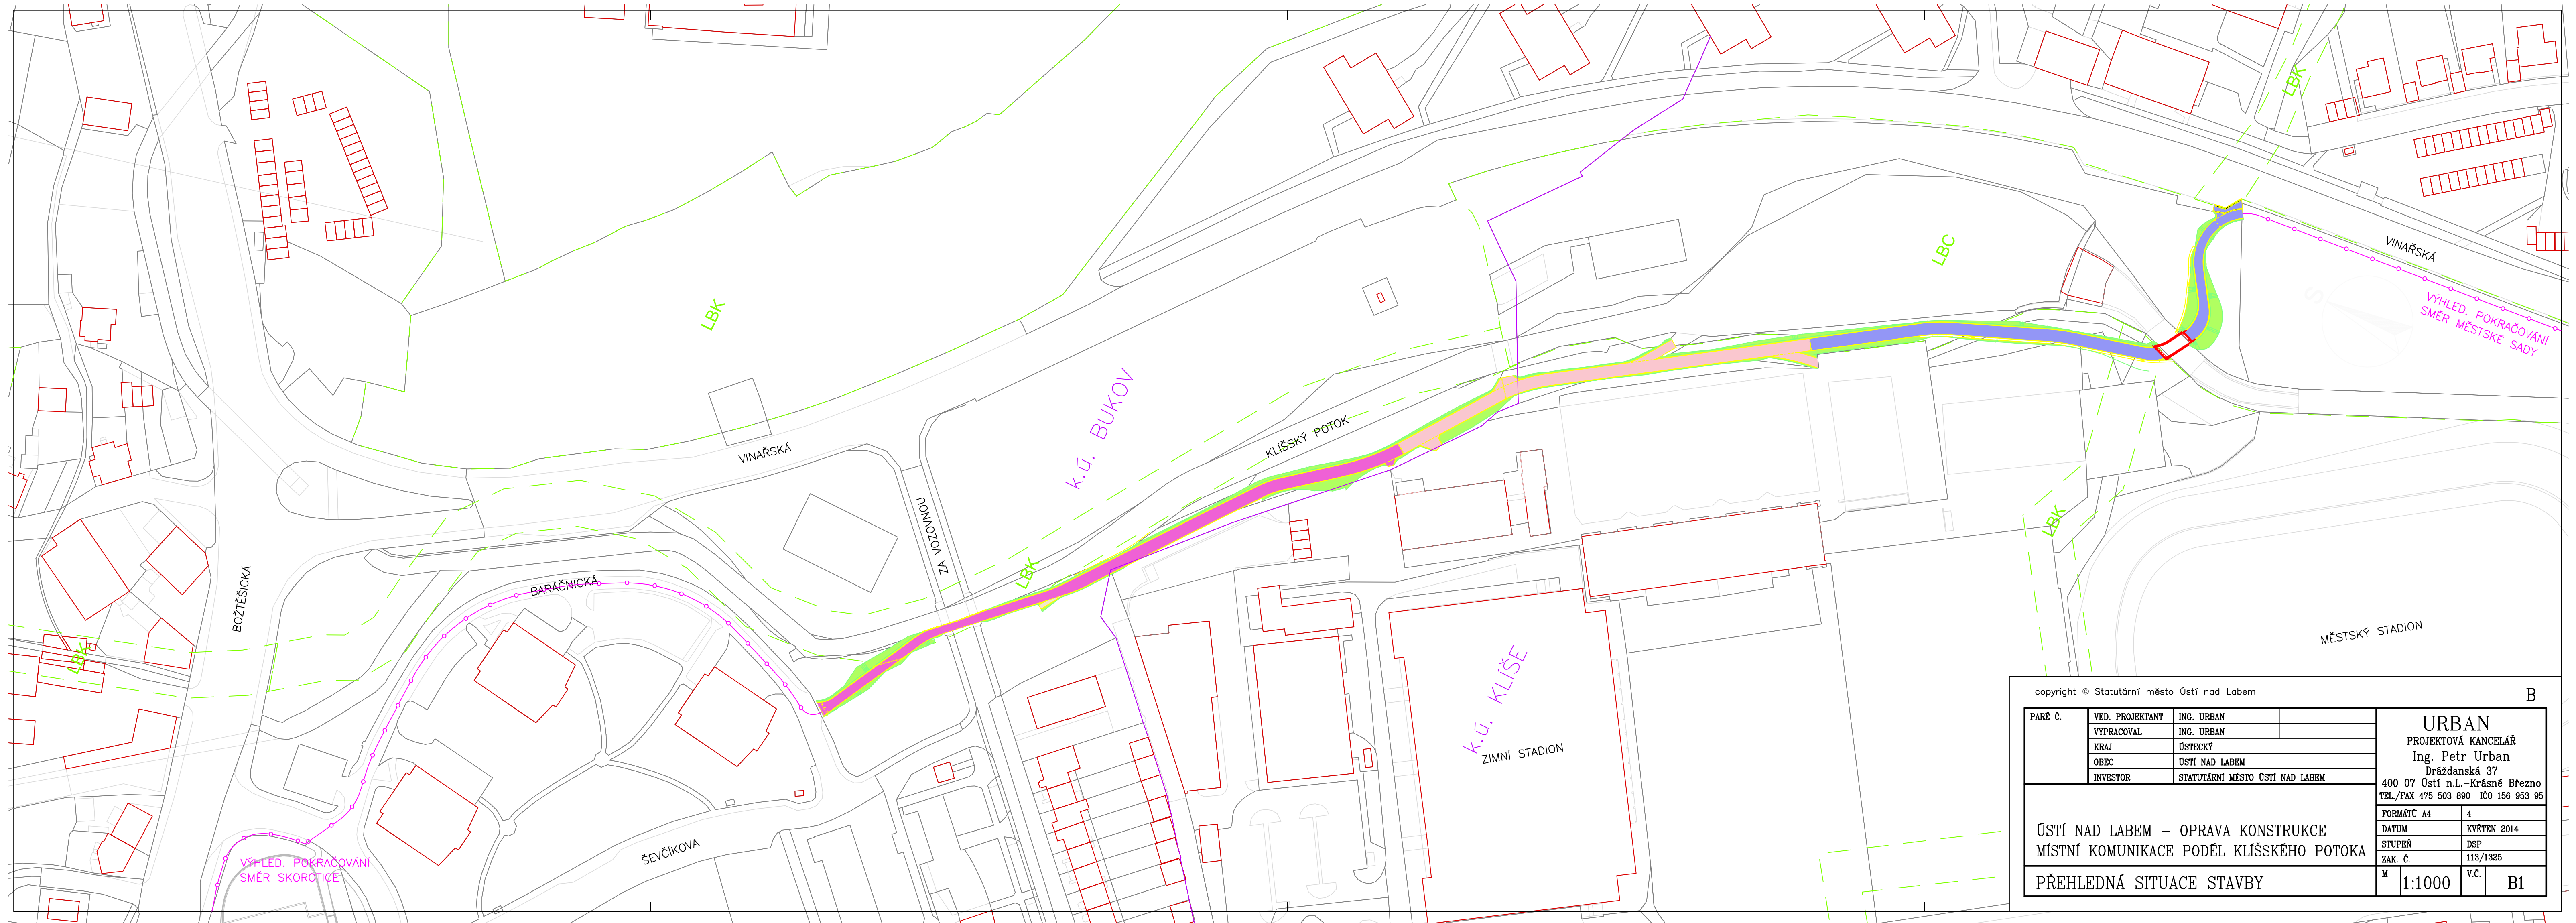 LBK
LBK
LBC
VINAŘSKÁ
VÝHLED. POKRAČOVÁNÍ
SMĚR MĚSTSKÉ SADY
LBK
k.ú. BUKOV
KLÍŠSKÝ POTOK
VINAŘSKÁ
ZA VOZOVNOU
LBK
LBK
BARÁČNICKÁ
BOŽTĚŠICKÁ
LBK
MĚSTSKÝ STADION
k.ú. KLÍŠE
ZIMNÍ STADION
ŠEVČÍKOVA
VÝHLED. POKRAČOVÁNÍ
SMĚR SKOROTICE
copyright © Statutární město Ústí nad Labem
B
PARÉ Č.
VED. PROJEKTANT ING. URBAN
VYPRACOVAL ING. URBAN
KRAJ ÚSTECKÝ
OBEC ÚSTÍ NAD LABEM
INVESTOR STATUTÁRNÍ MĚSTO ÚSTÍ NAD LABEM
URBAN
PROJEKTOVÁ KANCELÁŘ
Ing. Petr Urban
Drážďanská 37
400 07 Ústí n.L.-Krásné Březno
TEL./FAX 475 503 890 IČO 156 953 95
ÚSTÍ NAD LABEM – OPRAVA KONSTRUKCE
MÍSTNÍ KOMUNIKACE PODÉL KLÍŠSKÉHO POTOKA
FORMÁTŮ A4 4
DATUM KVĚTEN 2014
STUPEŇ DSP
ZAK. Č. 113/1325
PŘEHLEDNÁ SITUACE STAVBY
M 1:1000
V.Č. B1